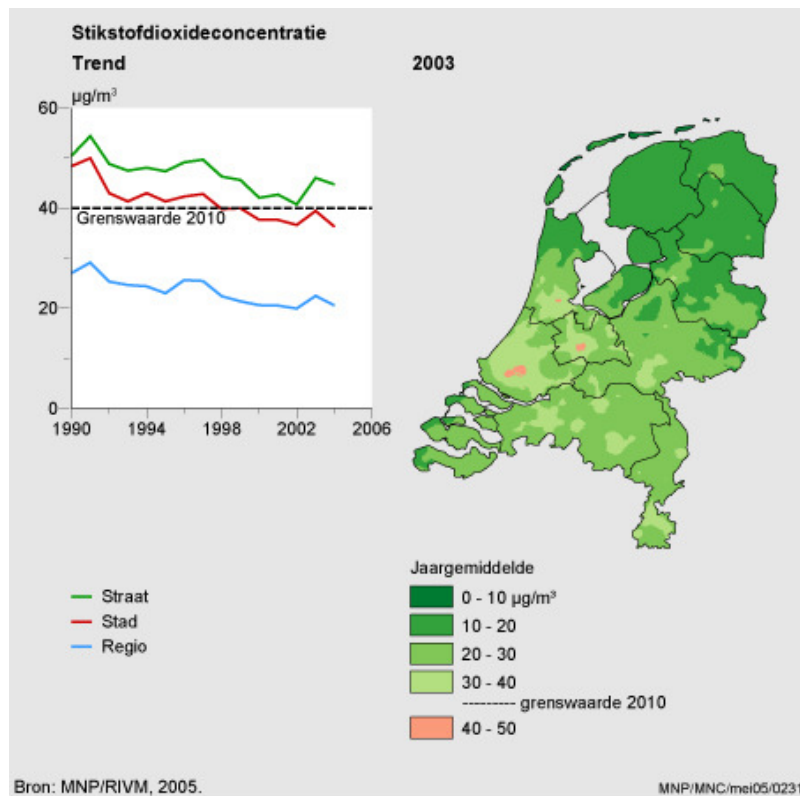 Stikstofdioxideconcentratie
Trend
2003
µg/m³
60
40
Grenswaarde 2010
20
0
1990 1994 1998 2002 2006
Straat
Stad
Regio
Jaargemiddelde
0 - 10 µg/m³
10 - 20
20 - 30
30 - 40
grenswaarde 2010
40 - 50
Bron: MNP/RIVM, 2005.
MNP/MNC/mei05/0231